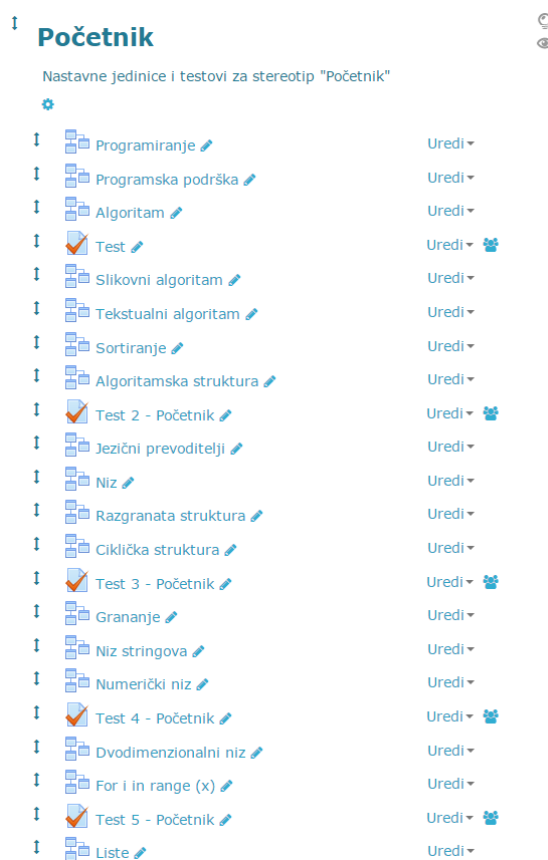 Početnik
Nastavne jedinice i testovi za stereotip "Početnik"
Programiranje Uredi
Programska podrška Uredi
Algoritam Uredi
Test Uredi
Slikovni algoritam Uredi
Tekstualni algoritam Uredi
Sortiranje Uredi
Algoritamska struktura Uredi
Test 2 - Početnik Uredi
Jezični prevoditelji Uredi
Niz Uredi
Razgranata struktura Uredi
Ciklička struktura Uredi
Test 3 - Početnik Uredi
Grananje Uredi
Niz stringova Uredi
Numerički niz Uredi
Test 4 - Početnik Uredi
Dvodimenzionalni niz Uredi
For i in range (x) Uredi
Test 5 - Početnik Uredi
Liste Uredi